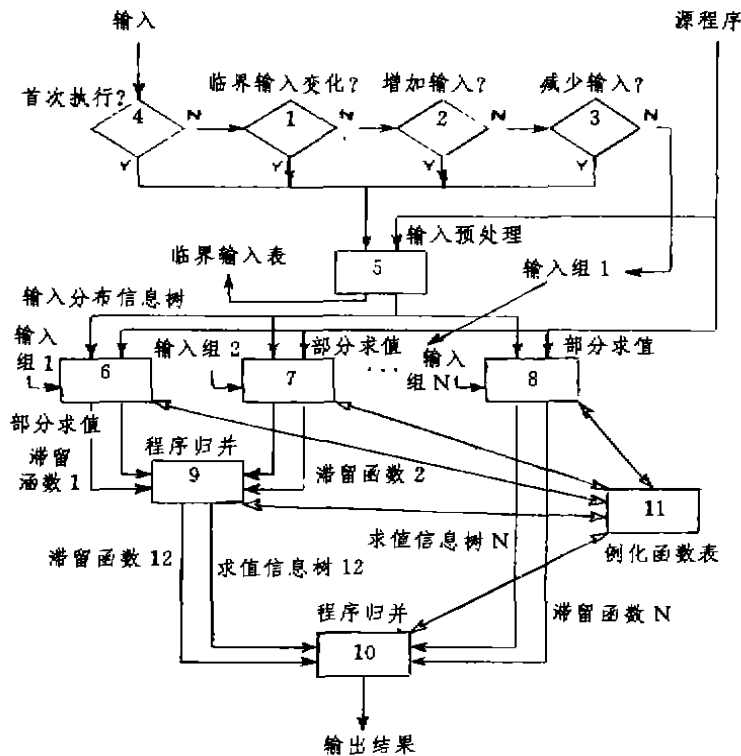 输入
源程序
首次执行?
临界输入变化?
增加输入?
减少输入?
4
N
1
N
2
N
3
N
Y
Y
Y
Y
输入预处理
临界输入表
5
输入组 1
输入分布信息树
输入
组 1
输入组 2
部分求值
...
输入
组 N
部分求值
6
7
8
部分求值
程序归并
滞留
函数 1
9
滞留函数 2
11
例化函数表
滞留函数 12
求值信息树 12
求值信息树 N
程序归并
滞留函数 N
10
输出结果